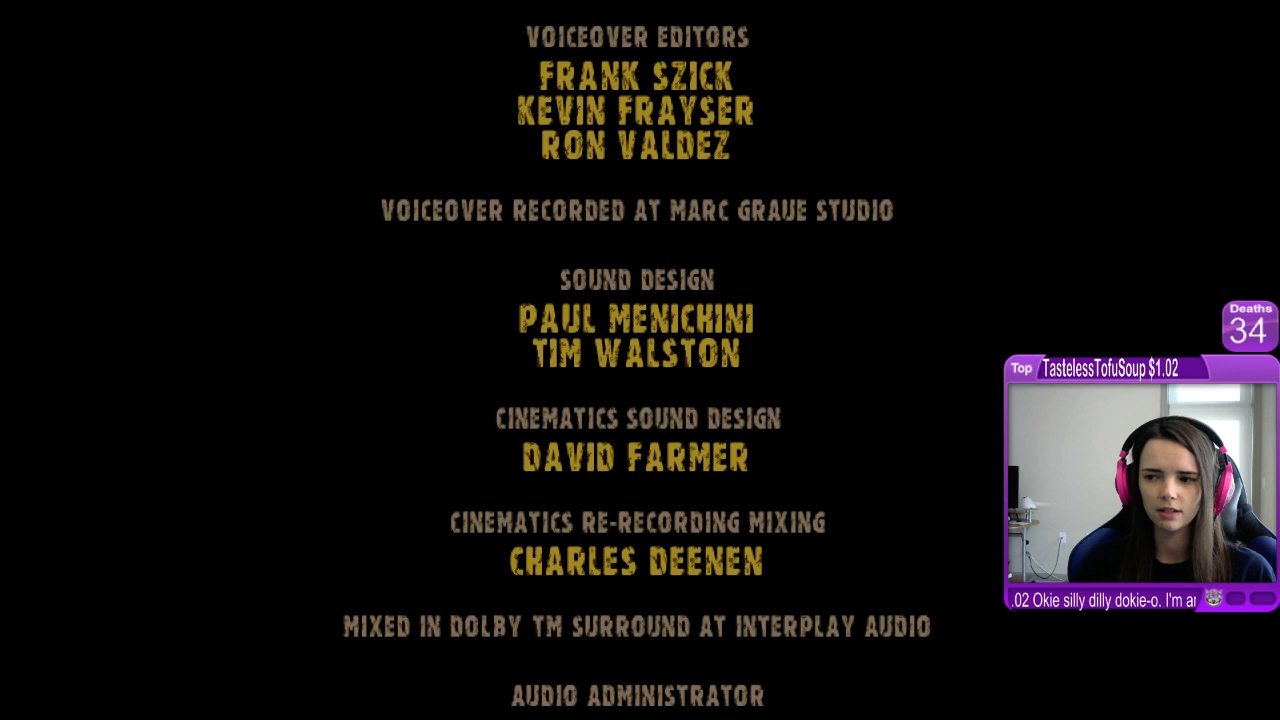 VOICEOVER EDITORS
FRANK SZICK
KEVIN FRAYSER
RON VALDEZ
VOICEOVER RECORDED AT MARC GRAUE STUDIO
SOUND DESIGN
PAUL MENICHINI
TIM WALSTON
CINEMATICS SOUND DESIGN
DAVID FARMER
CINEMATICS RE-RECORDING MIXING
CHARLES DEENEN
MIXED IN DOLBY TM SURROUND AT INTERPLAY AUDIO
AUDIO ADMINISTRATOR
Deaths
34
Top TastelessTofuSoup $1.02
.02 Okie silly dilly dokie-o. I'm